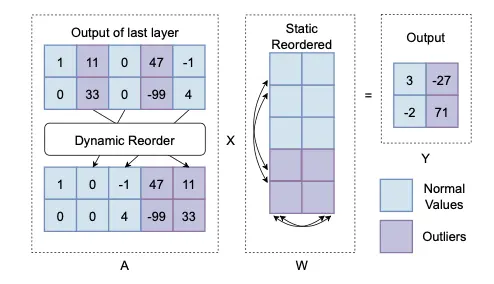 Output of last layer
1 11 0 47 -1
0 33 0 -99 4
Dynamic Reorder
1 0 -1 47 11
0 0 4 -99 33
A
X
Static
Reordered
W
=
Output
3 -27
-2 71
Y
Normal
Values
Outliers